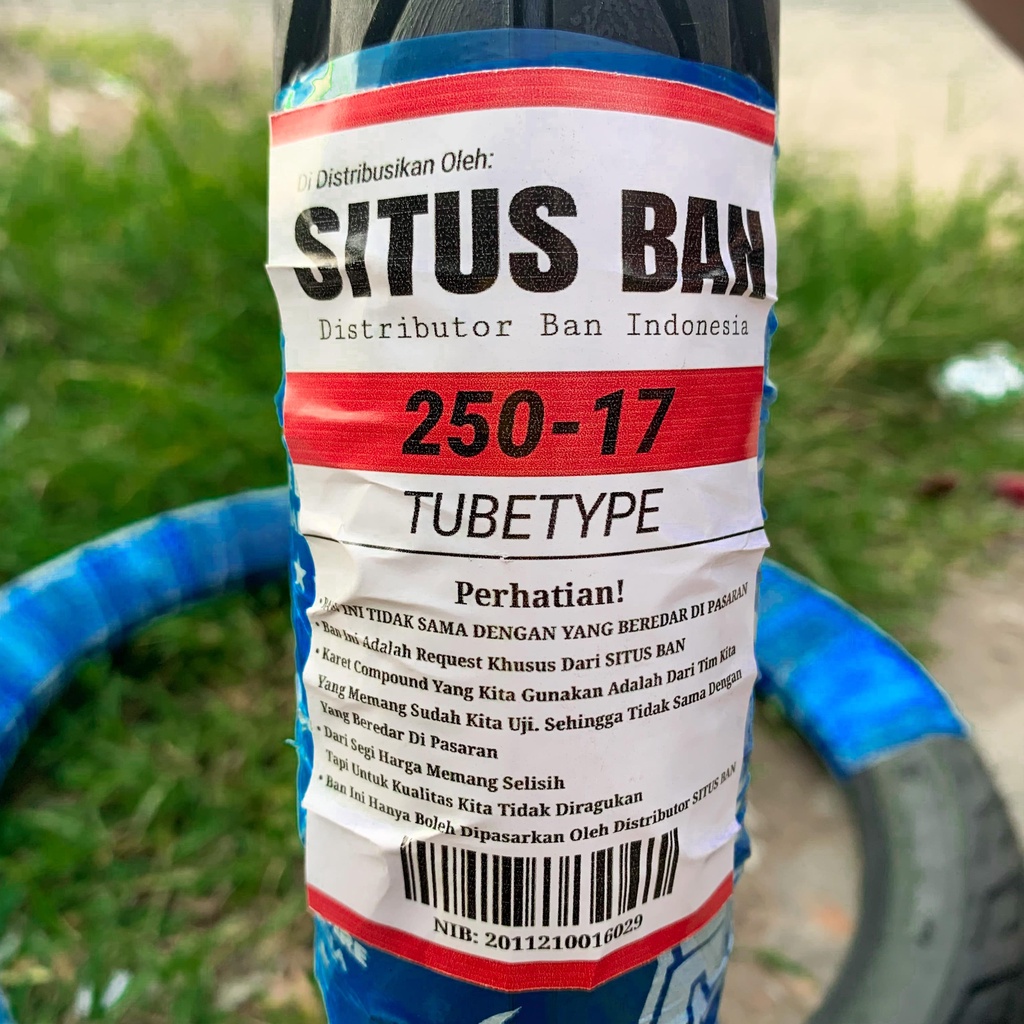 Di Distribusikan Oleh:
SITUS BAN
Distributor Ban Indonesia
250-17
TUBETYPE
Perhatian!
• Ban INI TIDAK SAMA DENGAN YANG BEREDAR DI PASARAN
• Ban Ini Adalah Request Khusus Dari SITUS BAN
• Karet Compound Yang Kita Gunakan Adalah Dari Tim Kita
Yang Memang Sudah Kita Uji. Sehingga Tidak Sama Dengan
Yang Beredar Di Pasaran
• Dari Segi Harga Memang Selisih
Tapi Untuk Kualitas Kita Tidak Diragukan
• Ban Ini Hanya Boleh Dipasarkan Oleh Distributor SITUS BAN
NIB: 2011210016029